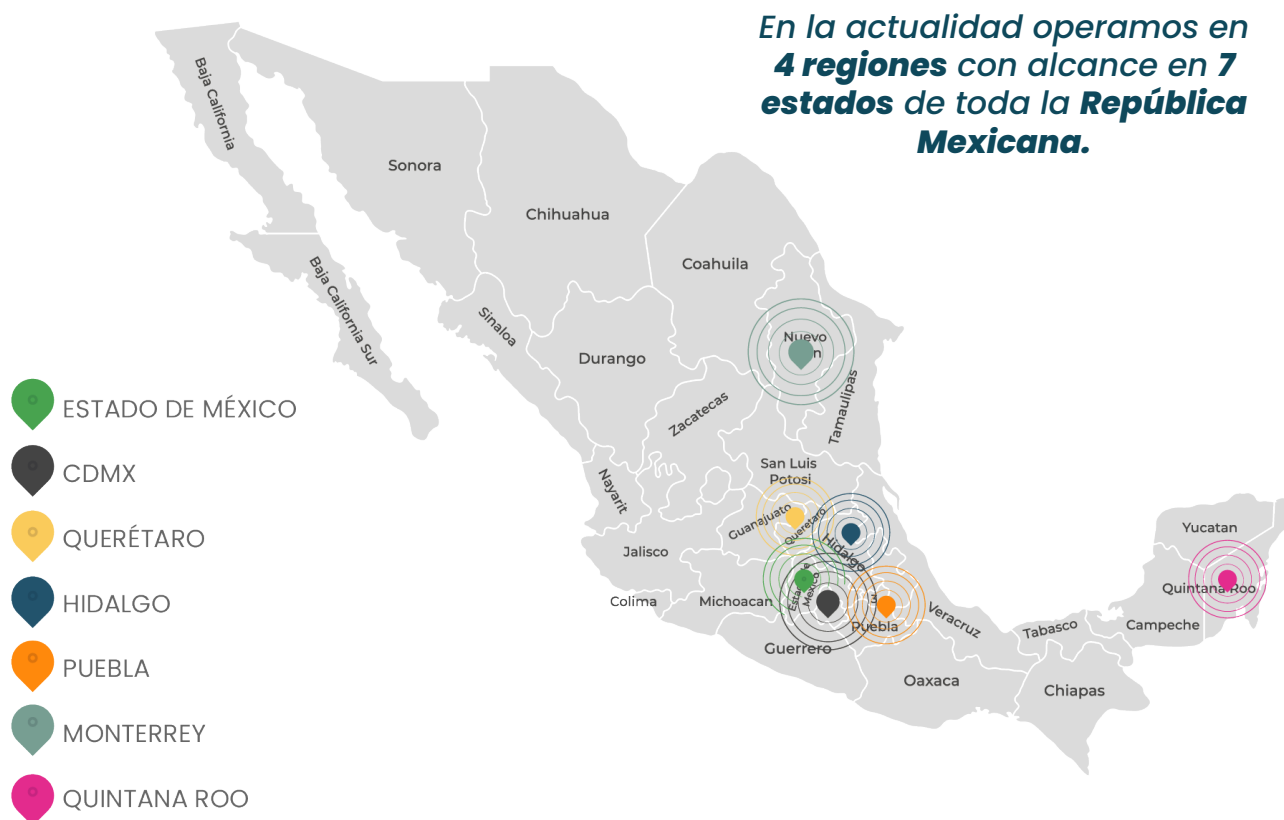 En la actualidad operamos en
4 regiones con alcance en 7
estados de toda la República
Mexicana.
Baja California
Sonora
Chihuahua
Coahuila
Baja California Sur
Sinaloa
Durango
Nuevo
Zacatecas
Tamaulipas
San Luis
Potosi
Nayarit
Guanajuato
Queretaro
Hidalgo
Jalisco
Colima
Michoacan
Mexico
Puebla
Guerrero
Veracruz
Oaxaca
Tabasco
Chiapas
Campeche
Yucatan
Quintana Roo
ESTADO DE MÉXICO
CDMX
QUERÉTARO
HIDALGO
PUEBLA
MONTERREY
QUINTANA ROO